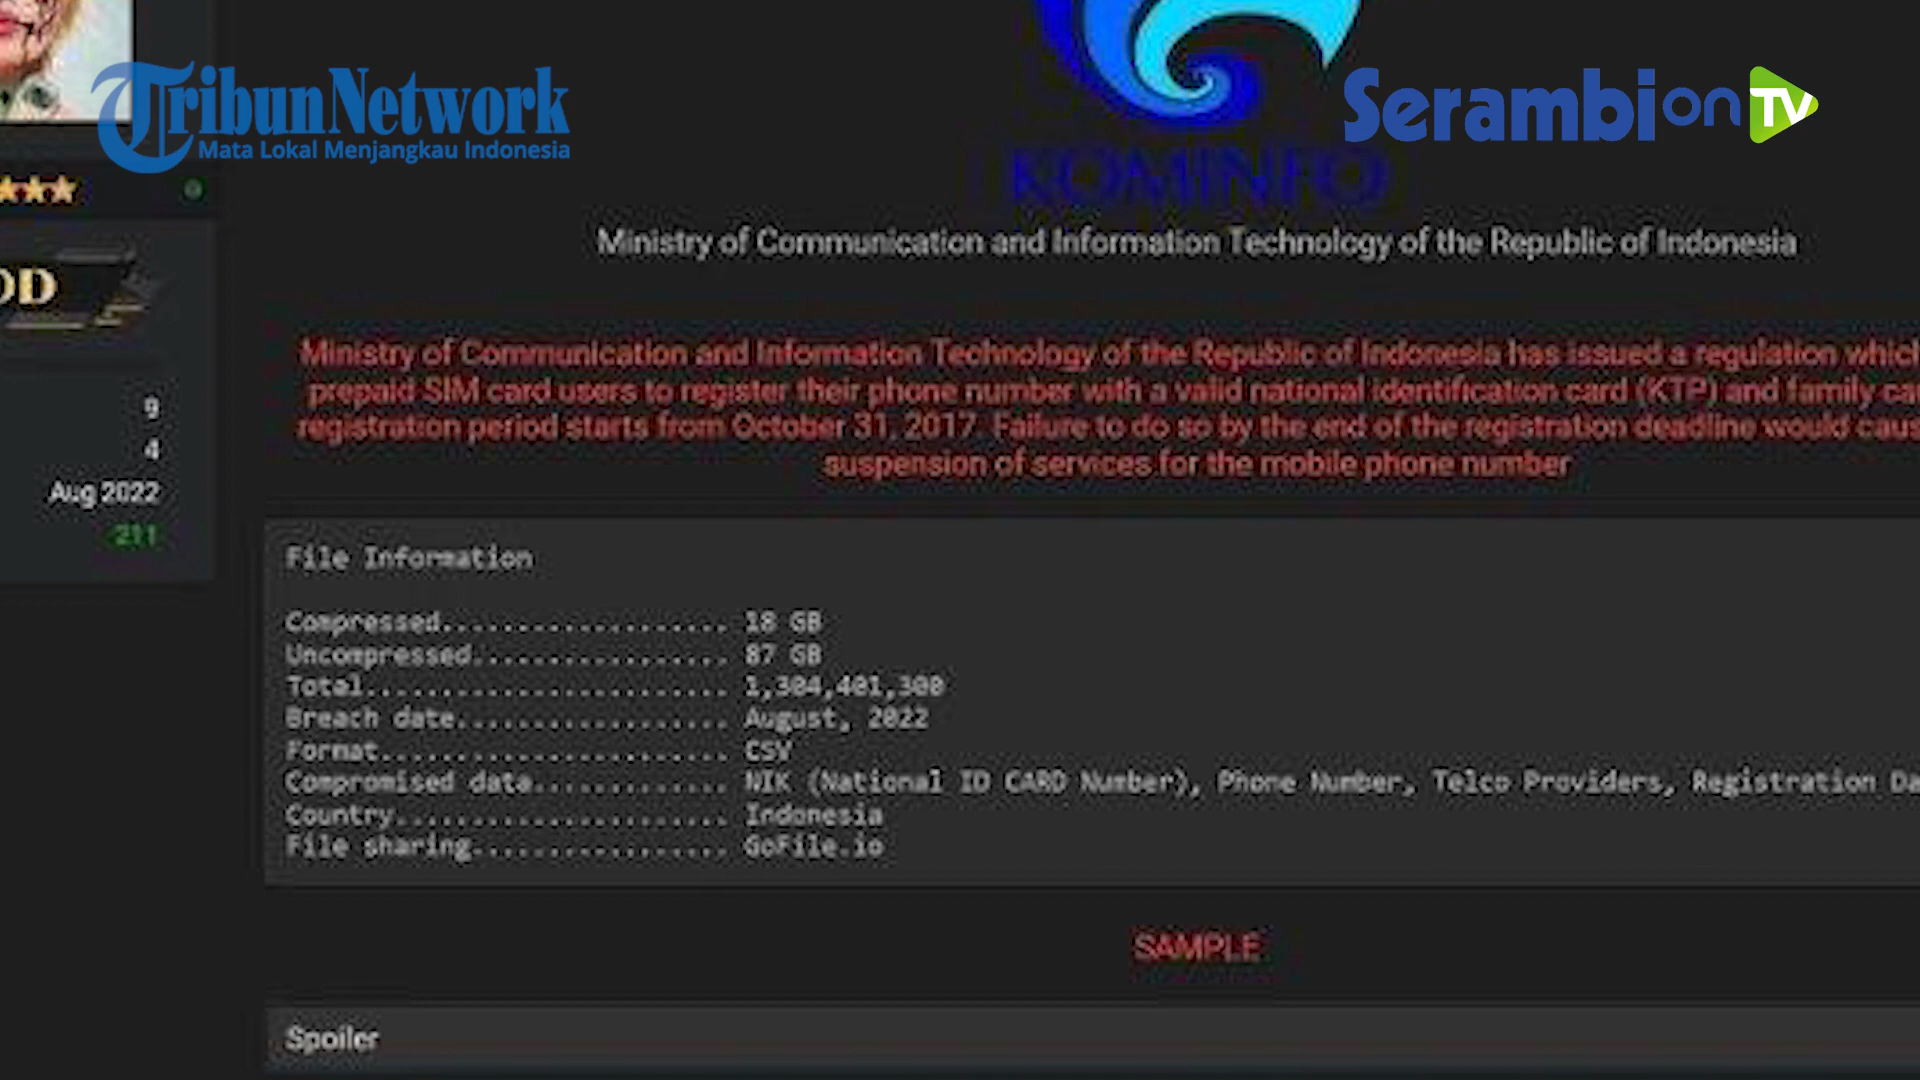 TribunNetwork
Mata Lokal Menjangkau Indonesia
Serambi on TV
KOMINFO
Ministry of Communication and Information Technology of the Republic of Indonesia
OD
9
4
Aug 2022
211
Ministry of Communication and Information Technology of the Republic of Indonesia has issued a regulation which
prepaid SIM card users to register their phone number with a valid national identification card (KTP) and family ca
registration period starts from October 31, 2017. Failure to do so by the end of the registration deadline would caus
suspension of services for the mobile phone number
File Information
Compressed................... 18 GB
Uncompressed................. 87 GB
Total........................ 1,304,401,300
Breach date.................. August, 2022
Format....................... CSV
Compromised data............. NIK (National ID CARD Number), Phone Number, Telco Providers, Registration Da
Country...................... Indonesia
File sharing................. GoFile.io
SAMPLE
Spoiler